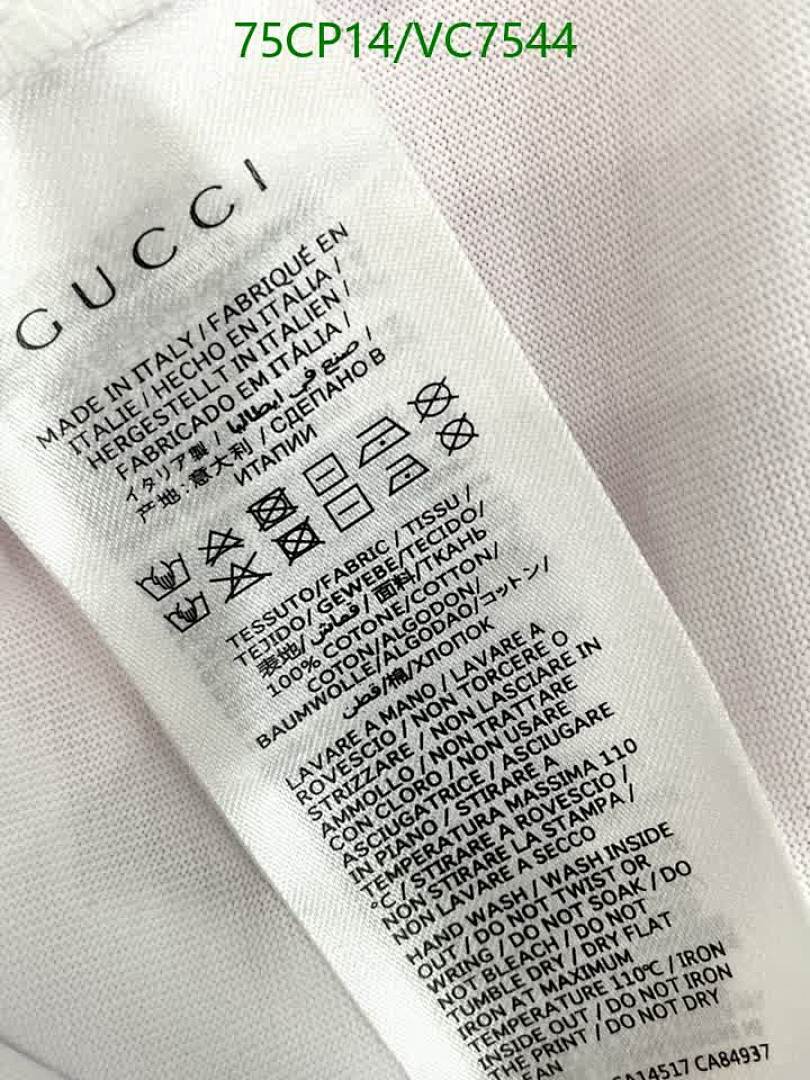 75CP14/VC7544
GUCCI
MADE IN ITALY / FABRIQUÉ EN
ITALIE / HECHO EN ITALIA /
HERGESTELLT IN ITALIEN /
FABRICADO EM ITÁLIA /
イタリア製 / صنع في ايطاليا /
产地:意大利 / СДЕЛАНО В
ИТАЛИИ
TESSUTO/FABRIC / TISSU /
TEJIDO/ GEWEBE/TECIDO/
表地/ قماش / 面料/ТКАНЬ
100% COTONE/COTTON/
COTON/ALGODON/
BAUMWOLLE/ALGODAO/コットン/
قطن/棉/ХЛОПОК
LAVARE A MANO / LAVARE A
ROVESCIO / NON TORCERE O
STRIZZARE / NON LASCIARE IN
AMMOLLO / NON TRATTARE
CON CLORO / NON USARE
ASCIUGATRICE / ASCIUGARE
IN PIANO / STIRARE A
TEMPERATURA MASSIMA 110
°C / STIRARE A ROVESCIO /
NON STIRARE LA STAMPA /
NON LAVARE A SECCO
HAND WASH / WASH INSIDE
OUT / DO NOT TWIST OR
WRING / DO NOT SOAK / DO
NOT BLEACH / DO NOT
TUMBLE DRY / DRY FLAT
IRON AT MAXIMUM
TEMPERATURE 110°C / IRON
INSIDE OUT / DO NOT IRON
THE PRINT / DO NOT DRY
CA84937